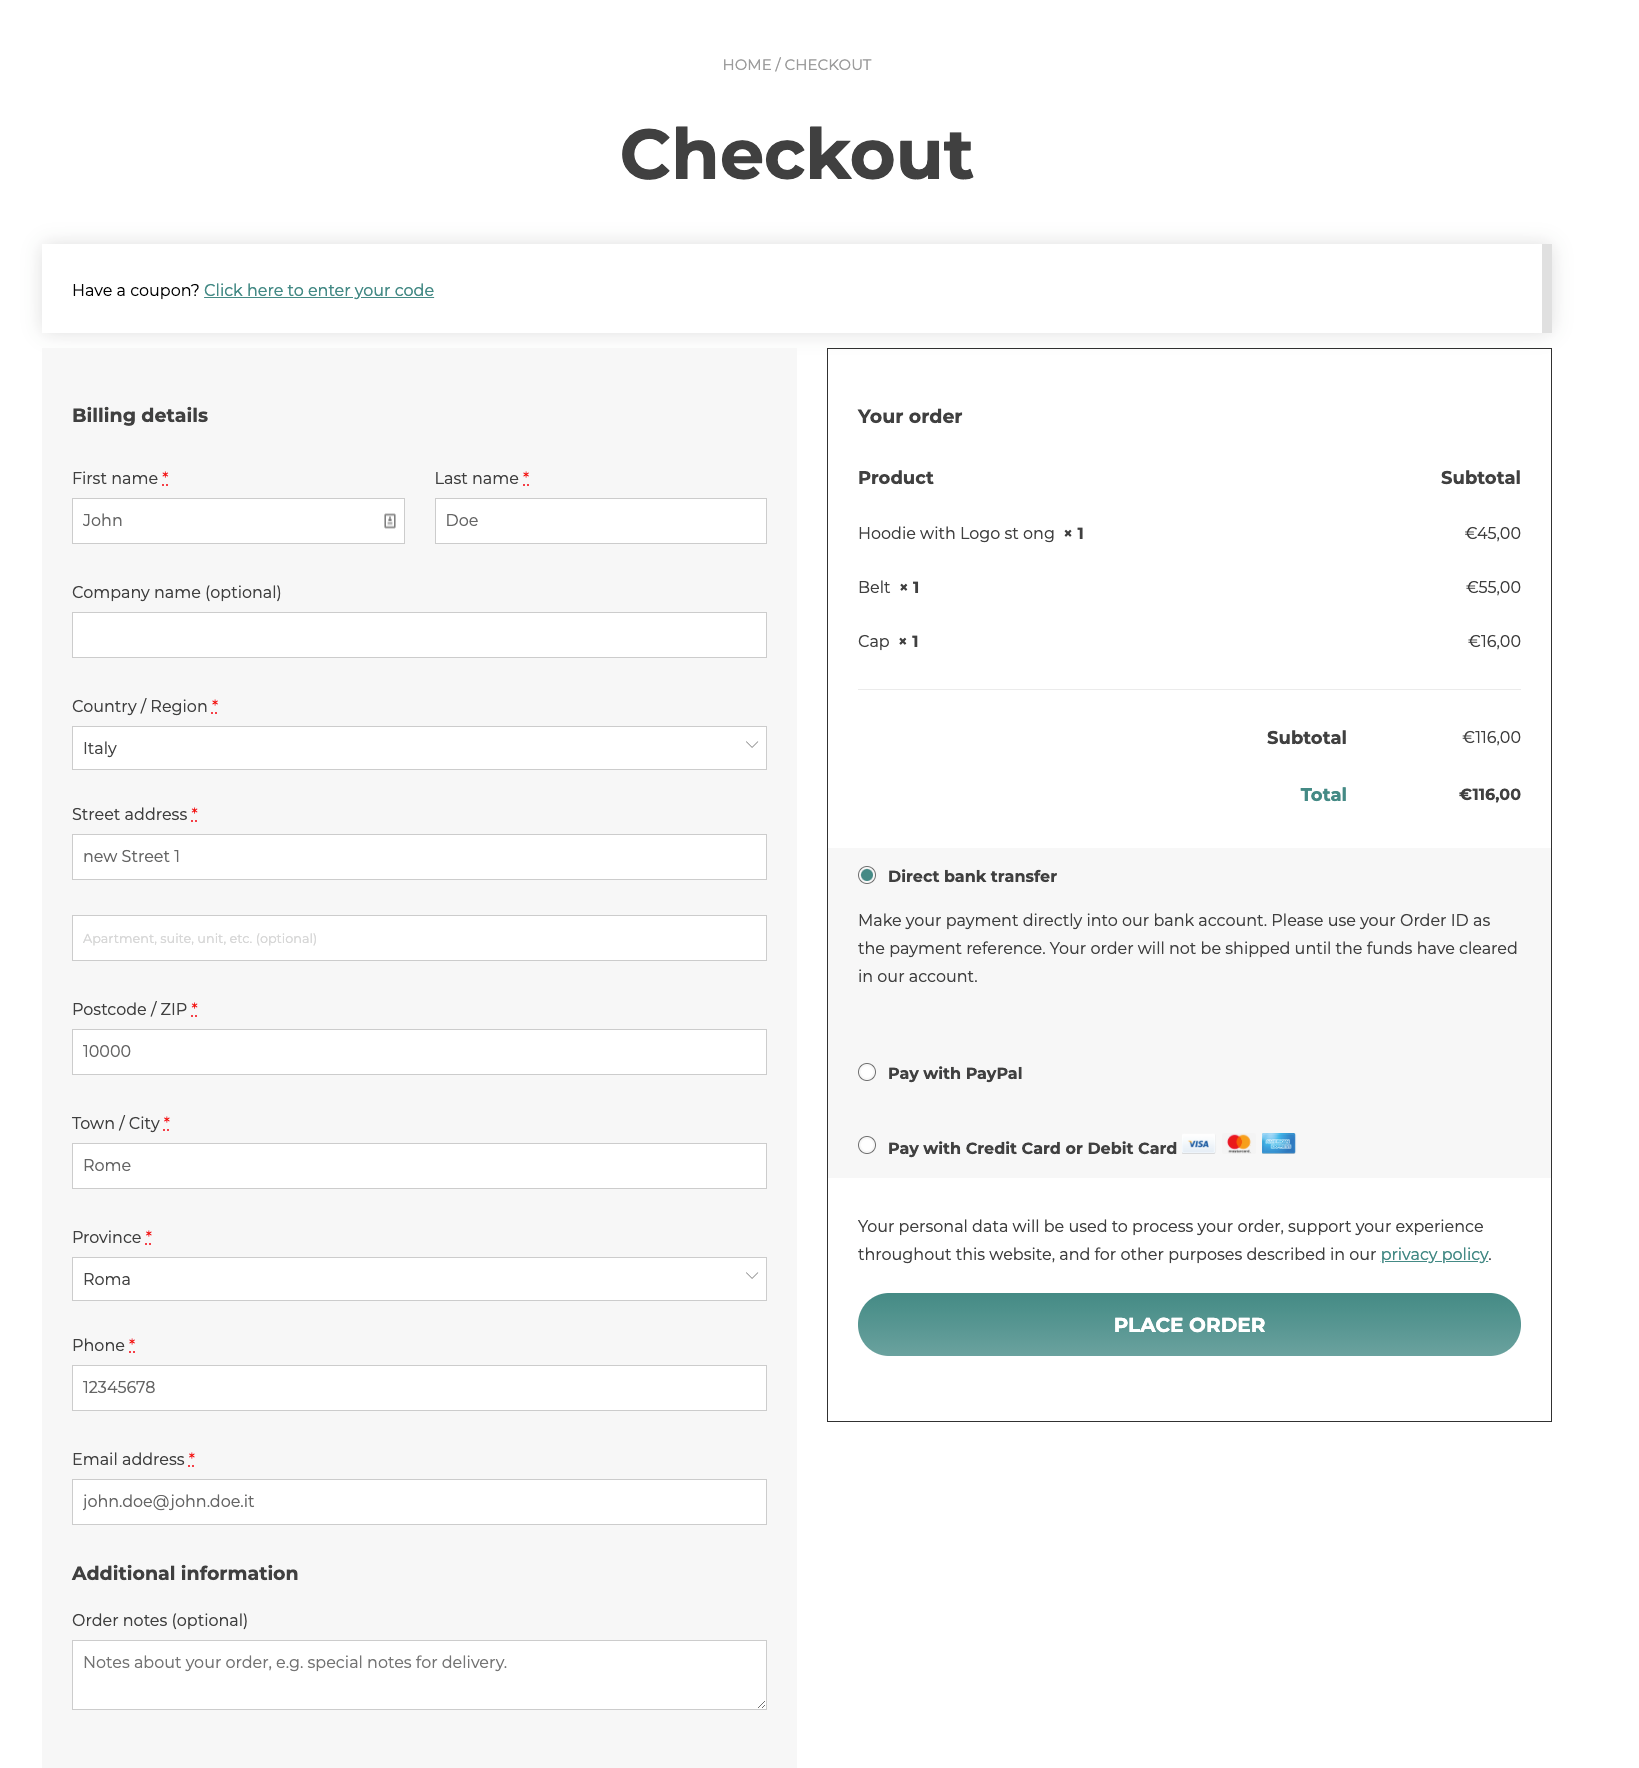 HOME / CHECKOUT
Checkout
Have a coupon? Click here to enter your code
Billing details
First name *
Last name *
John
Doe
Company name (optional)
Country / Region *
Italy
Street address *
new Street 1
Apartment, suite, unit, etc. (optional)
Postcode / ZIP *
10000
Town / City *
Rome
Province *
Roma
Phone *
12345678
Email address *
john.doe@john.doe.it
Additional information
Order notes (optional)
Notes about your order, e.g. special notes for delivery.
Your order
Product Subtotal
Hoodie with Logo st ong × 1 €45,00
Belt × 1 €55,00
Cap × 1 €16,00
Subtotal €116,00
Total €116,00
Direct bank transfer
Make your payment directly into our bank account. Please use your Order ID as
the payment reference. Your order will not be shipped until the funds have cleared
in our account.
Pay with PayPal
Pay with Credit Card or Debit Card VISA
Your personal data will be used to process your order, support your experience
throughout this website, and for other purposes described in our privacy policy.
PLACE ORDER